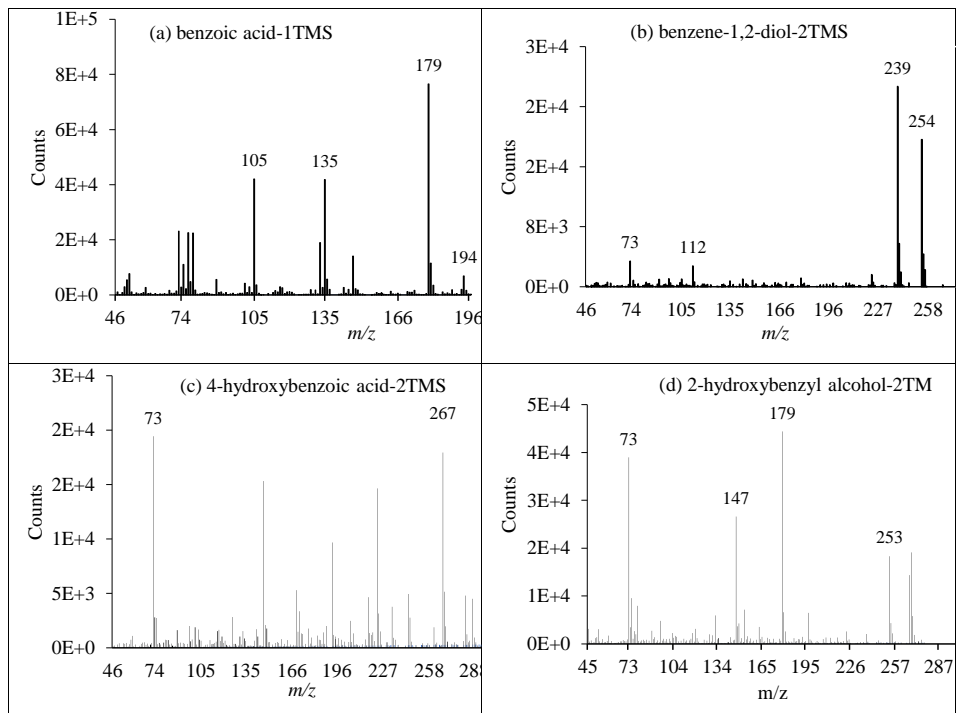 (a) benzoic acid-1TMS
1E+5
8E+4
6E+4
4E+4
2E+4
0E+0
Counts
105
135
179
194
46 74 105 135 166 196
m/z
(b) benzene-1,2-diol-2TMS
3E+4
2E+4
2E+4
8E+3
0E+0
Counts
73
112
239
254
46 74 105 135 166 196 227 258
m/z
(c) 4-hydroxybenzoic acid-2TMS
3E+4
2E+4
2E+4
1E+4
5E+3
0E+0
Counts
73
267
46 74 105 135 166 196 227 258 288
m/z
(d) 2-hydroxybenzyl alcohol-2TM
5E+4
4E+4
3E+4
2E+4
1E+4
0E+0
Counts
73
147
179
253
45 73 104 134 165 195 226 257 287
m/z